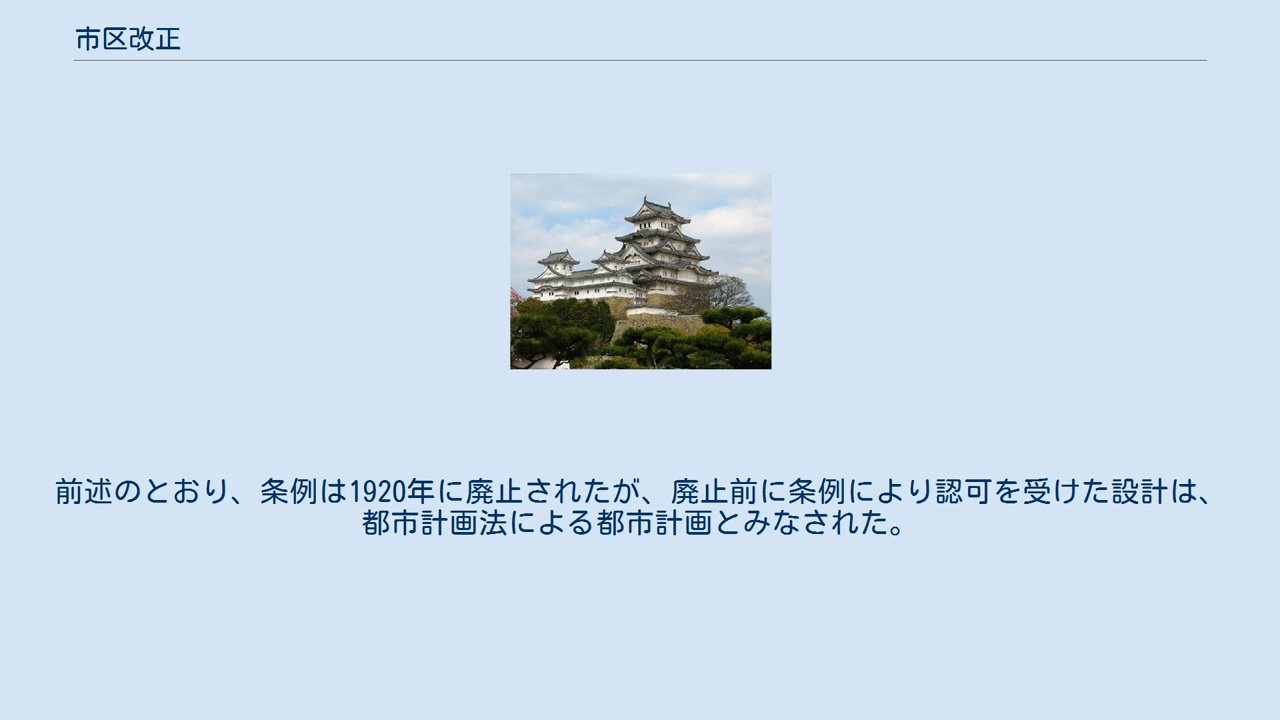 市区改正
前述のとおり、条例は1920年に廃止されたが、廃止前に条例により認可を受けた設計は、
都市計画法による都市計画とみなされた。